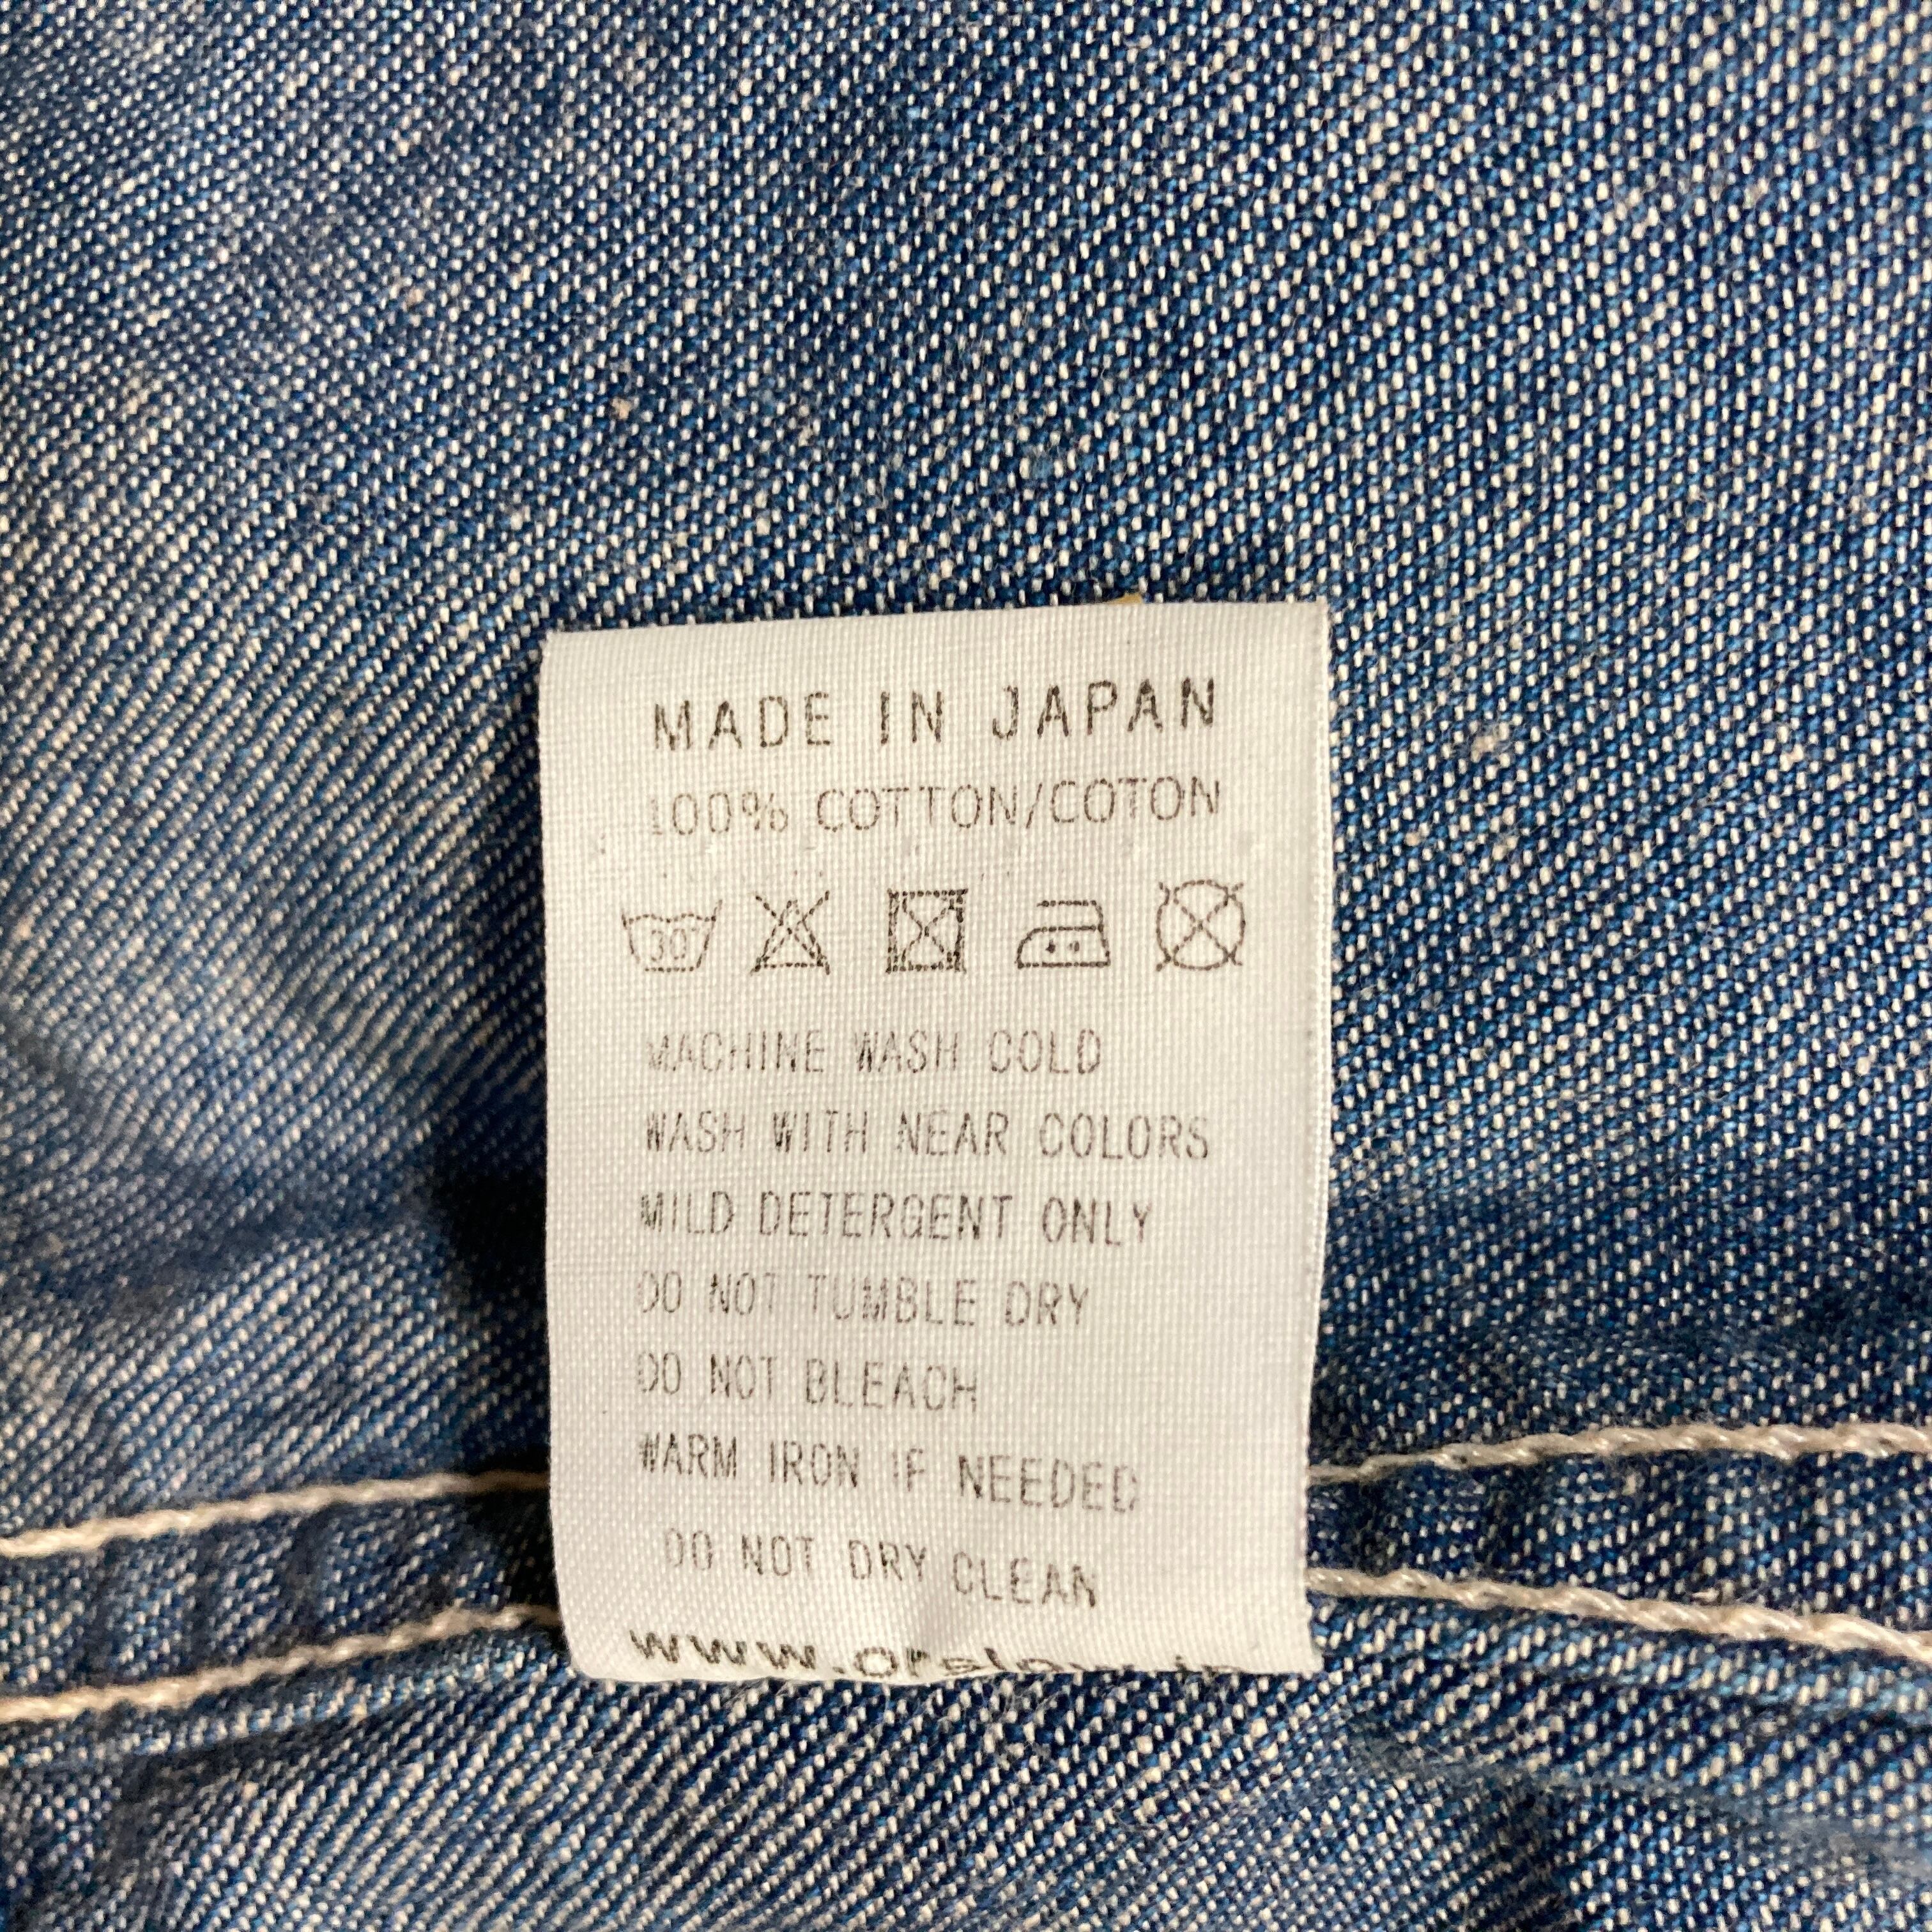 MADE IN JAPAN
100% COTTON/COTON
30
MACHINE WASH COLD
WASH WITH NEAR COLORS
MILD DETERGENT ONLY
DO NOT TUMBLE DRY
DO NOT BLEACH
WARM IRON IF NEEDED
DO NOT DRY CLEAN